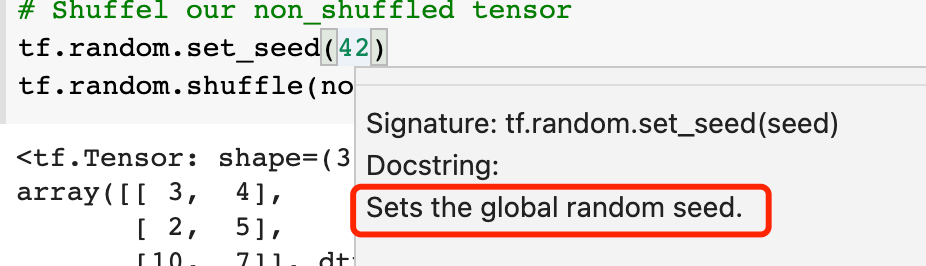 # Shuffel our non_shuffled tensor
tf.random.set_seed(42)
tf.random.shuffle(no
Signature: tf.random.set_seed(seed)
Docstring:
Sets the global random seed.
<tf.Tensor: shape=(3
array([[ 3, 4],
[ 2, 5],
[10, 7]], dt